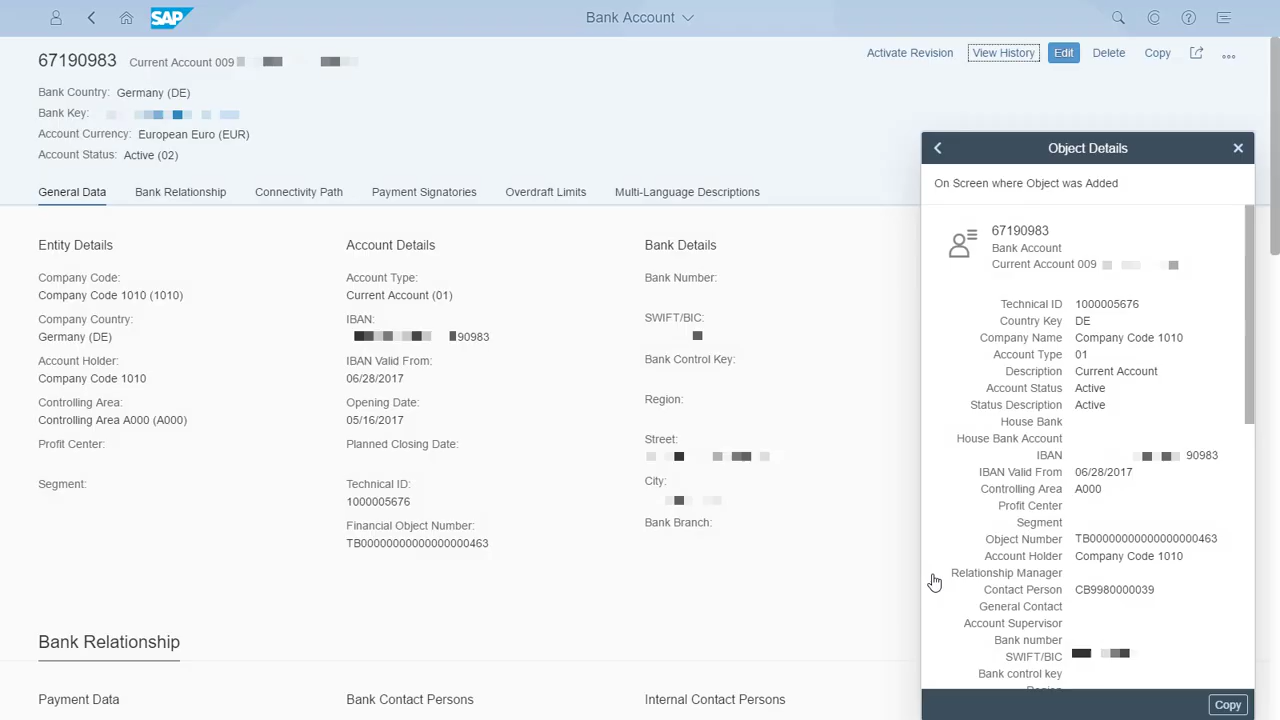 SAP
Bank Account
67190983 Current Account 009
Activate Revision View History Edit Delete Copy
Bank Country: Germany (DE)
Bank Key:
Account Currency: European Euro (EUR)
Account Status: Active (02)
General Data Bank Relationship Connectivity Path Payment Signatories Overdraft Limits Multi-Language Descriptions
Entity Details
Company Code:
Company Code 1010 (1010)
Company Country:
Germany (DE)
Account Holder:
Company Code 1010
Controlling Area:
Controlling Area A000 (A000)
Profit Center:
Segment:
Account Details
Account Type:
Current Account (01)
IBAN:
90983
IBAN Valid From:
06/28/2017
Opening Date:
05/16/2017
Planned Closing Date:
Technical ID:
1000005676
Financial Object Number:
TB00000000000000000463
Bank Details
Bank Number:
SWIFT/BIC:
Bank Control Key:
Region:
Street:
City:
Bank Branch:
Bank Relationship
Payment Data
Bank Contact Persons
Internal Contact Persons
Object Details
On Screen where Object was Added
67190983
Bank Account
Current Account 009
Technical ID 1000005676
Country Key DE
Company Name Company Code 1010
Account Type 01
Description Current Account
Account Status Active
Status Description Active
House Bank
House Bank Account
IBAN 90983
IBAN Valid From 06/28/2017
Controlling Area A000
Profit Center
Segment
Object Number TB00000000000000000463
Account Holder Company Code 1010
Relationship Manager
Contact Person CB9980000039
General Contact
Account Supervisor
Bank number
SWIFT/BIC
Bank control key
Copy